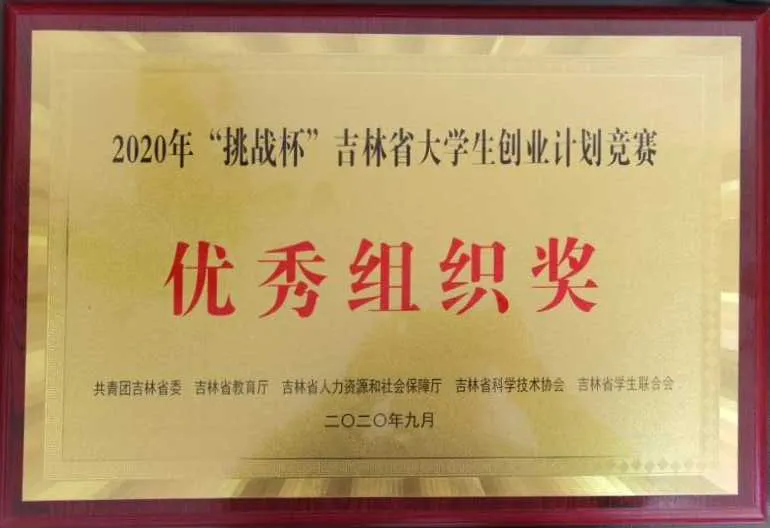 2020年“挑战杯”吉林省大学生创业计划竞赛
优秀组织奖
共青团吉林省委 吉林省教育厅 吉林省人力资源和社会保障厅 吉林省科学技术协会 吉林省学生联合会
二〇二〇年九月